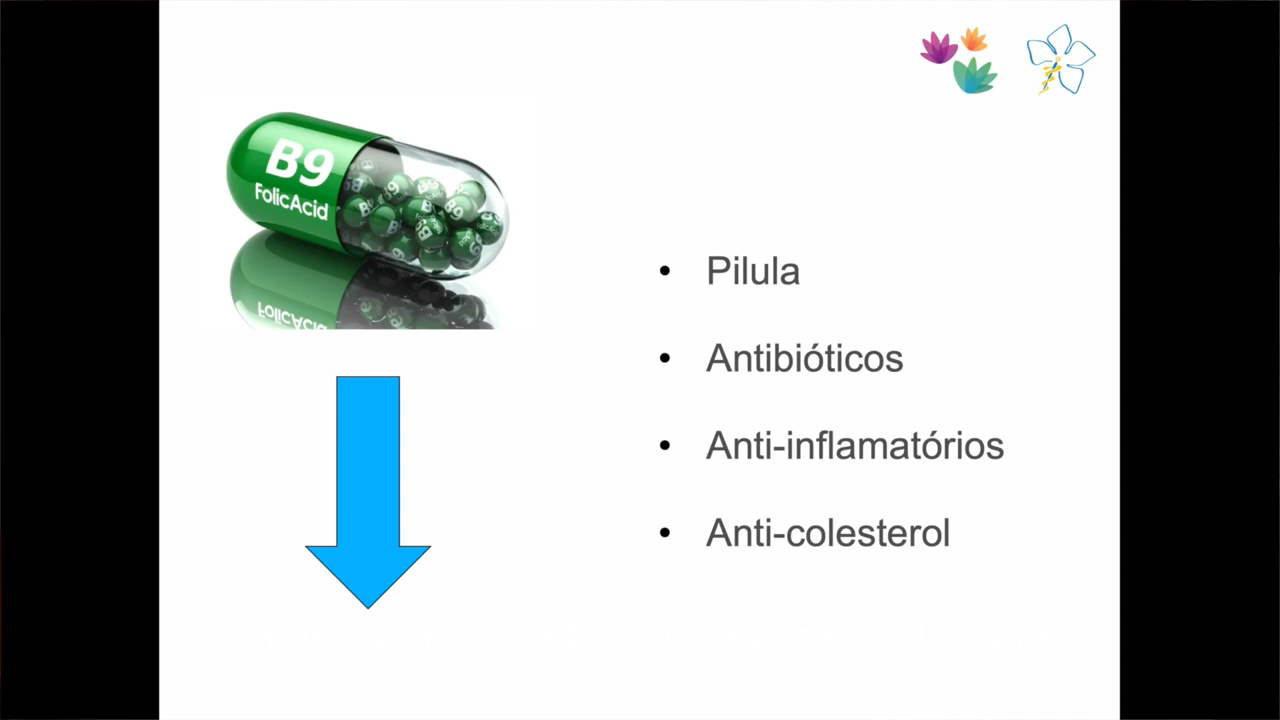 B9
FolicAcid
• Pilula
• Antibióticos
• Anti-inflamatórios
• Anti-colesterol